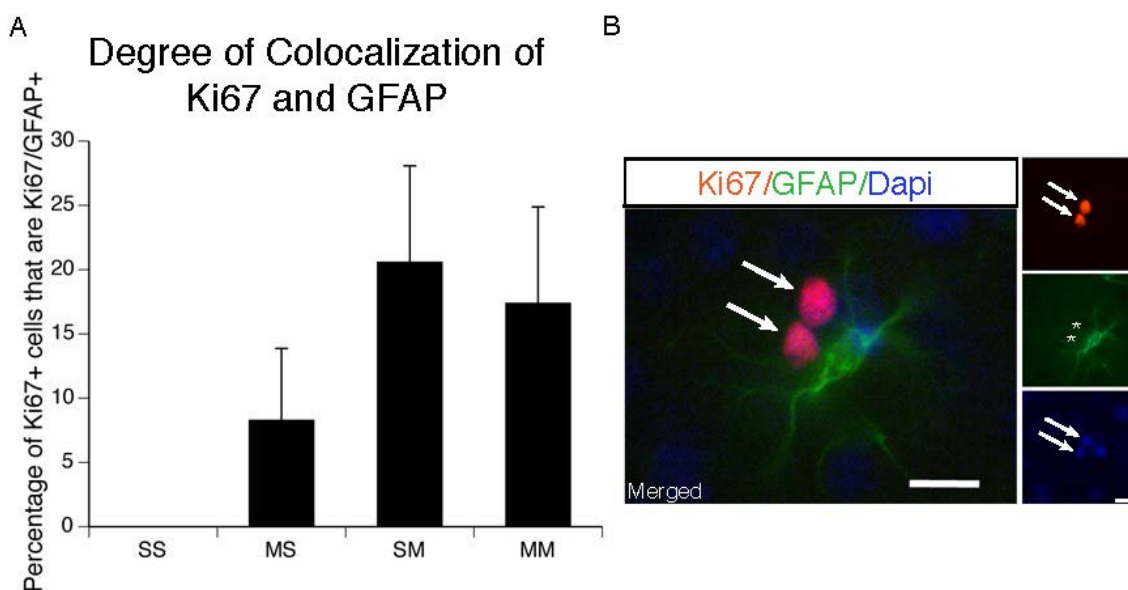 A
Degree of Colocalization of
Ki67 and GFAP
Percentage of Ki67+ cells that are Ki67/GFAP+
30
25
20
15
10
5
0
SS
MS
SM
MM
B
Ki67/GFAP/Dapi
Merged
*
*